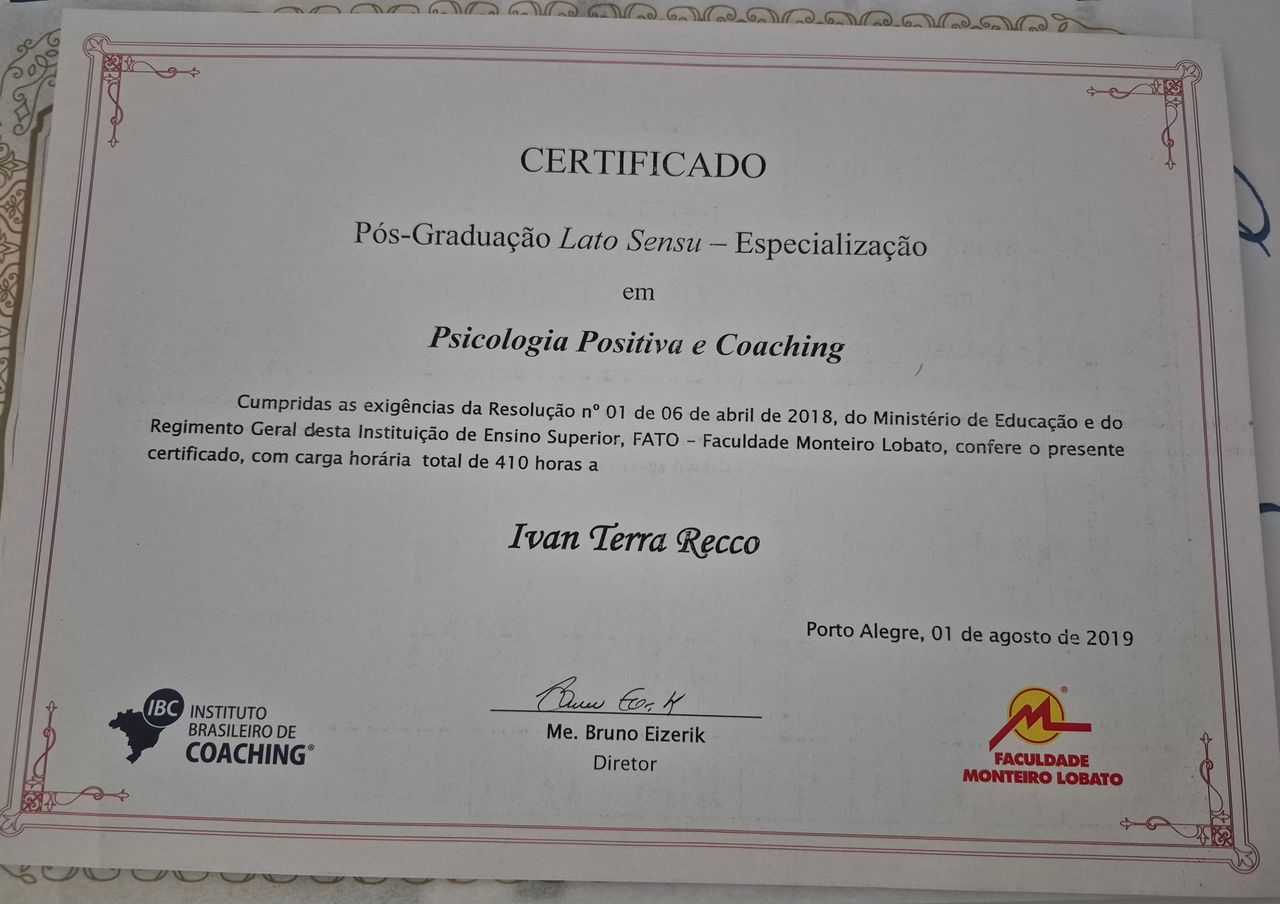 CERTIFICADO
Pós-Graduação Lato Sensu – Especialização
em
Psicologia Positiva e Coaching
Cumpridas as exigências da Resolução nº 01 de 06 de abril de 2018, do Ministério de Educação e do
Regimento Geral desta Instituição de Ensino Superior, FATO – Faculdade Monteiro Lobato, confere o presente
certificado, com carga horária total de 410 horas a
Ivan Terra Recco
Porto Alegre, 01 de agosto de 2019
Me. Bruno Eizerik
Diretor
IBC INSTITUTO
BRASILEIRO DE
COACHING®
®
FACULDADE
MONTEIRO LOBATO